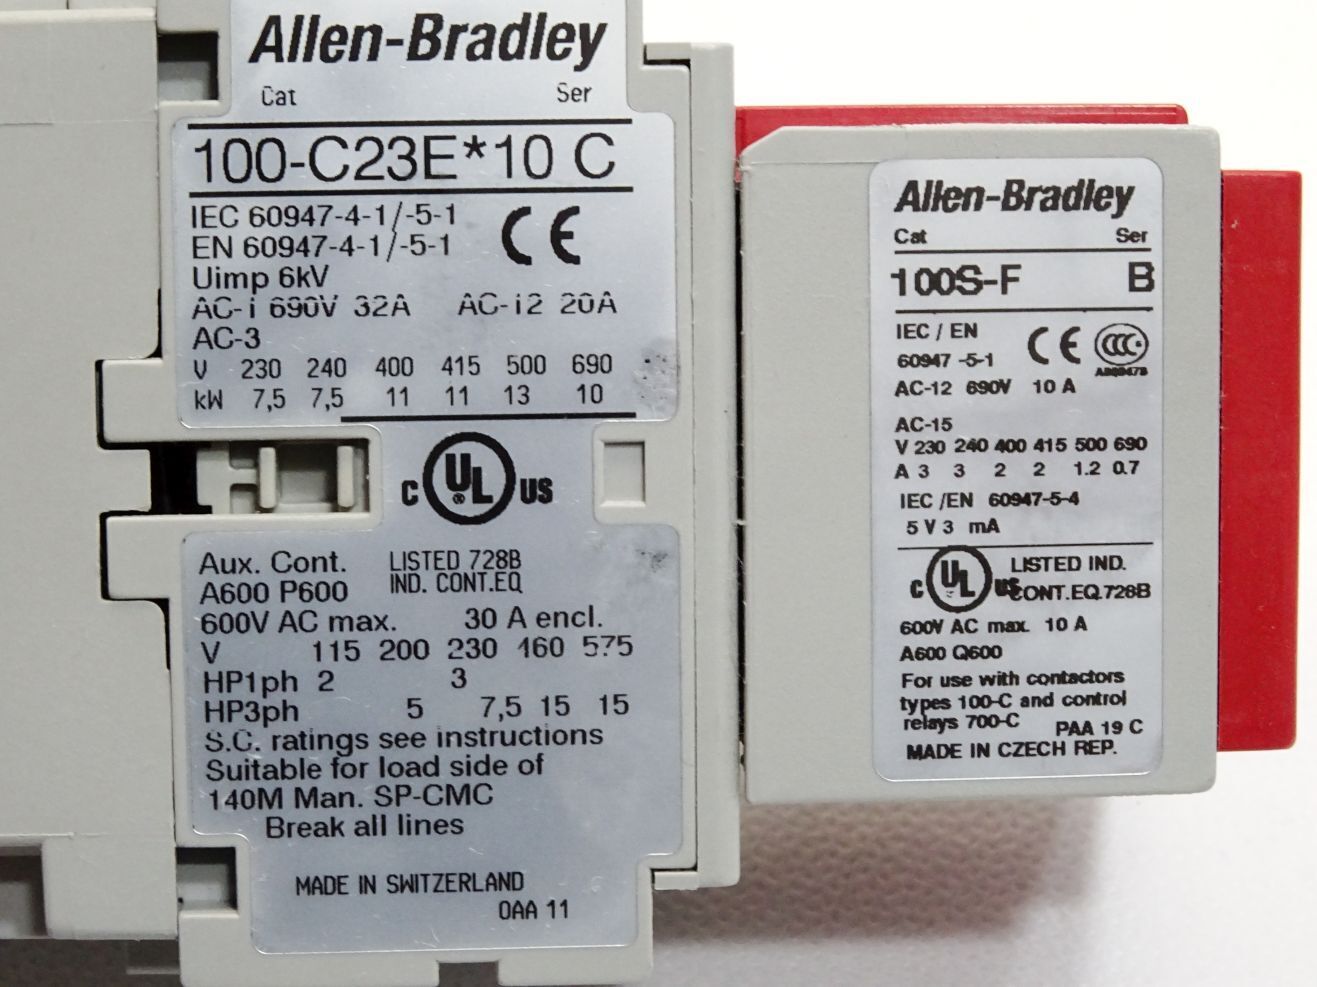 Allen-Bradley
Cat Ser
100-C23E*10 C
IEC 60947-4-1/-5-1
EN 60947-4-1/-5-1
CE
Uimp 6kV
AC-1 690V 32A AC-12 20A
AC-3
V 230 240 400 415 500 690
kW 7,5 7,5 11 11 13 10
C UL ® US
Aux. Cont. LISTED 728B
A600 P600 IND. CONT.EQ
600V AC max. 30 A encl.
V 115 200 230 460 575
HP1ph 2 3
HP3ph 5 7,5 15 15
S.C. ratings see instructions
Suitable for load side of
140M Man. SP-CMC
Break all lines
MADE IN SWITZERLAND
0AA 11
Allen-Bradley
Cat Ser
100S-F B
IEC / EN
60947 -5-1
CE CCC
AC-12 690V 10 A
AC-15
V 230 240 400 415 500 690
A 3 3 2 2 1.2 0.7
IEC /EN 60947-5-4
5 V 3 mA
C UL US LISTED IND.
CONT.EQ.728B
600V AC max. 10 A
A600 Q600
For use with contactors
types 100-C and control
relays 700-C PAA 19 C
MADE IN CZECH REP.